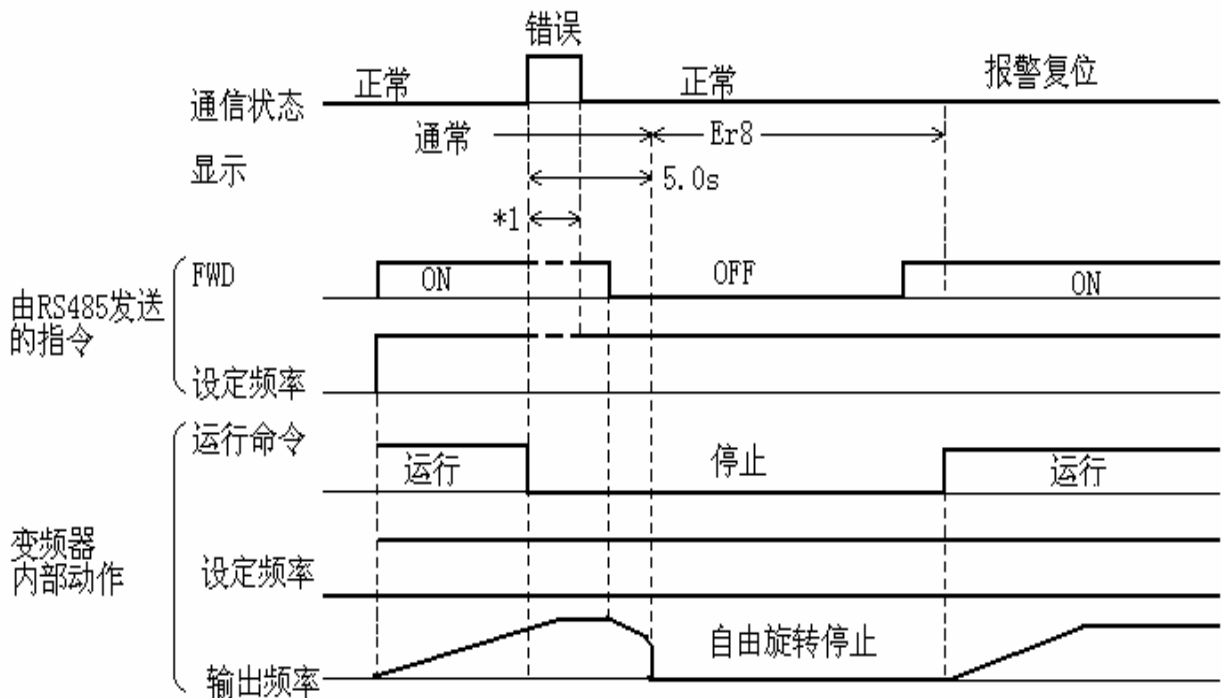 错误
正常 正常 报警复位
通信状态
通常 Er8
显示
5.0s
*1
FWD ON OFF ON
由RS485发送
的指令
设定频率
运行命令
运行 停止 运行
变频器
内部动作
设定频率
自由旋转停止
输出频率